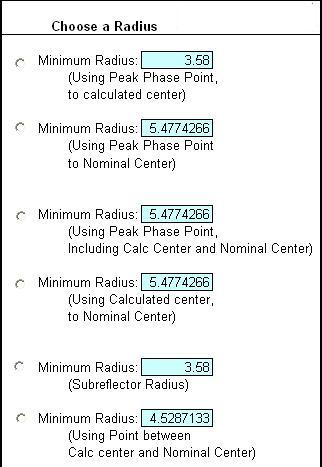 Choose a Radius
Minimum Radius: 3.58
(Using Peak Phase Point,
to calculated center)
Minimum Radius: 5.4774266
(Using Peak Phase Point
to Nominal Center)
Minimum Radius: 5.4774266
(Using Peak Phase Point,
Including Calc Center and Nominal Center)
Minimum Radius: 5.4774266
(Using Calculated center,
to Nominal Center)
Minimum Radius: 3.58
(Subreflector Radius)
Minimum Radius: 4.5287133
(Using Point between
Calc center and Nominal Center)